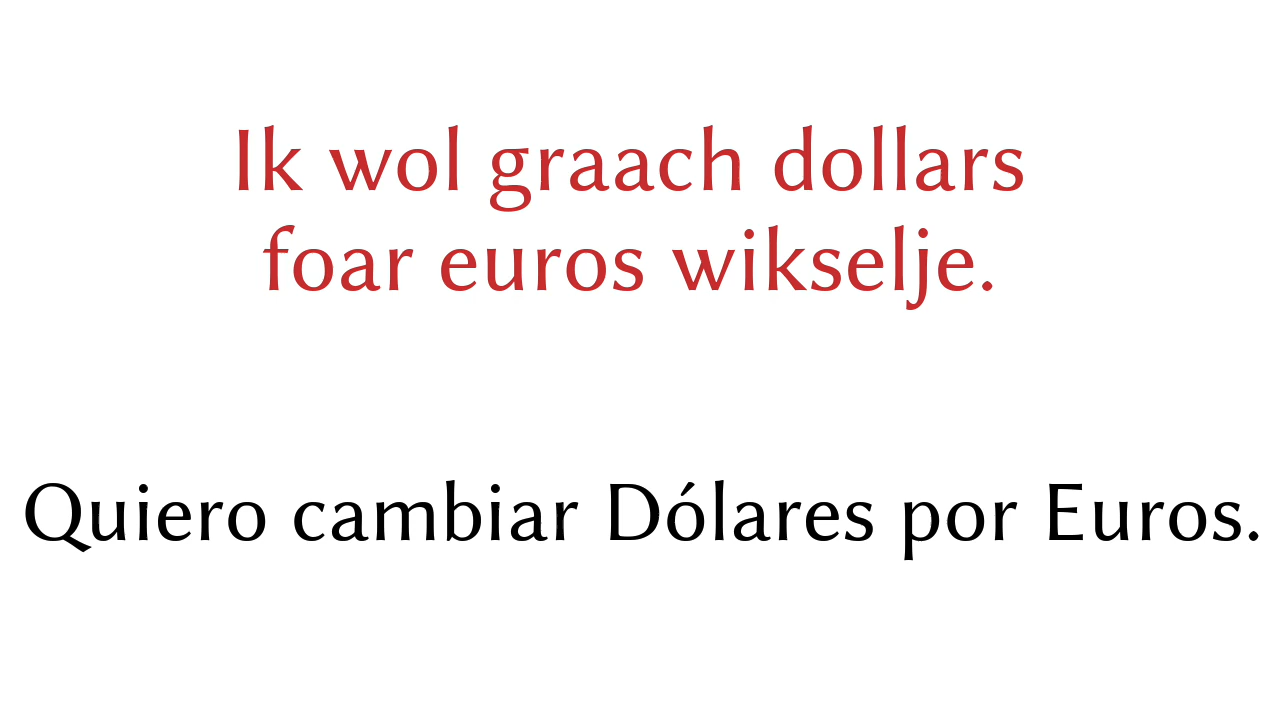 Ik wol graach dollars
foar euros wikselje.
Quiero cambiar Dólares por Euros.